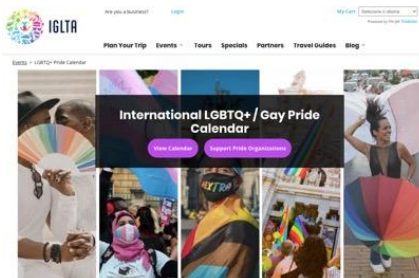 Are you a business? Login
My Cart
IGLTA
Plan Your Trip Events Tours Specials Partners Travel Guides Blog
Events > LGBTQ+ Pride Calendar
International LGBTQ+ / Gay Pride
Calendar
View Calendar Support Pride Organizations